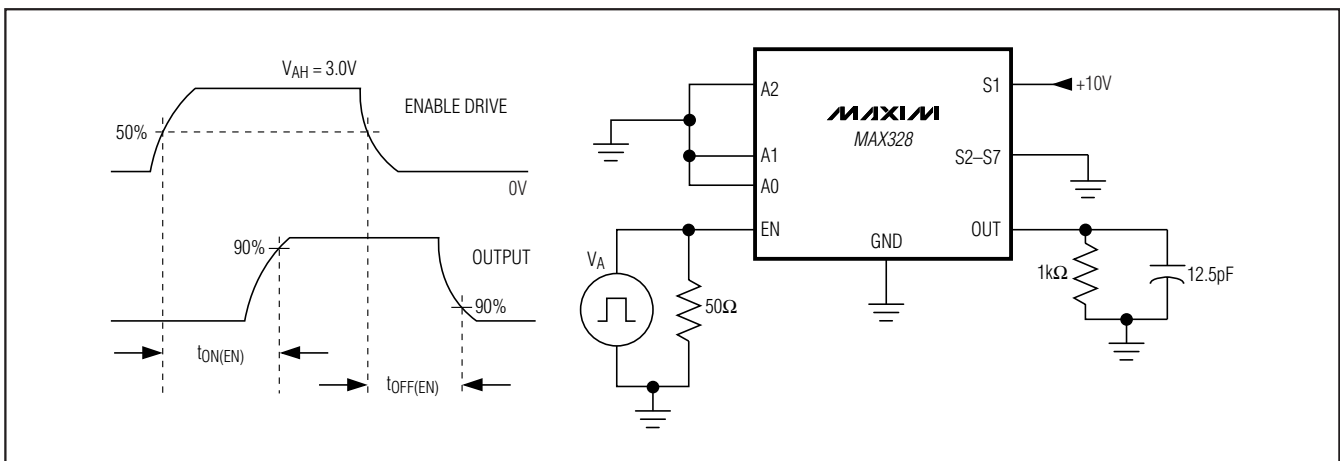 V_AH = 3.0V
ENABLE DRIVE
50%
0V
90%
OUTPUT
90%
t_ON(EN)
t_OFF(EN)
A2
S1
+10V
MAXIM
MAX328
A1
S2–S7
A0
EN
OUT
GND
V_A
50Ω
1kΩ
12.5pF